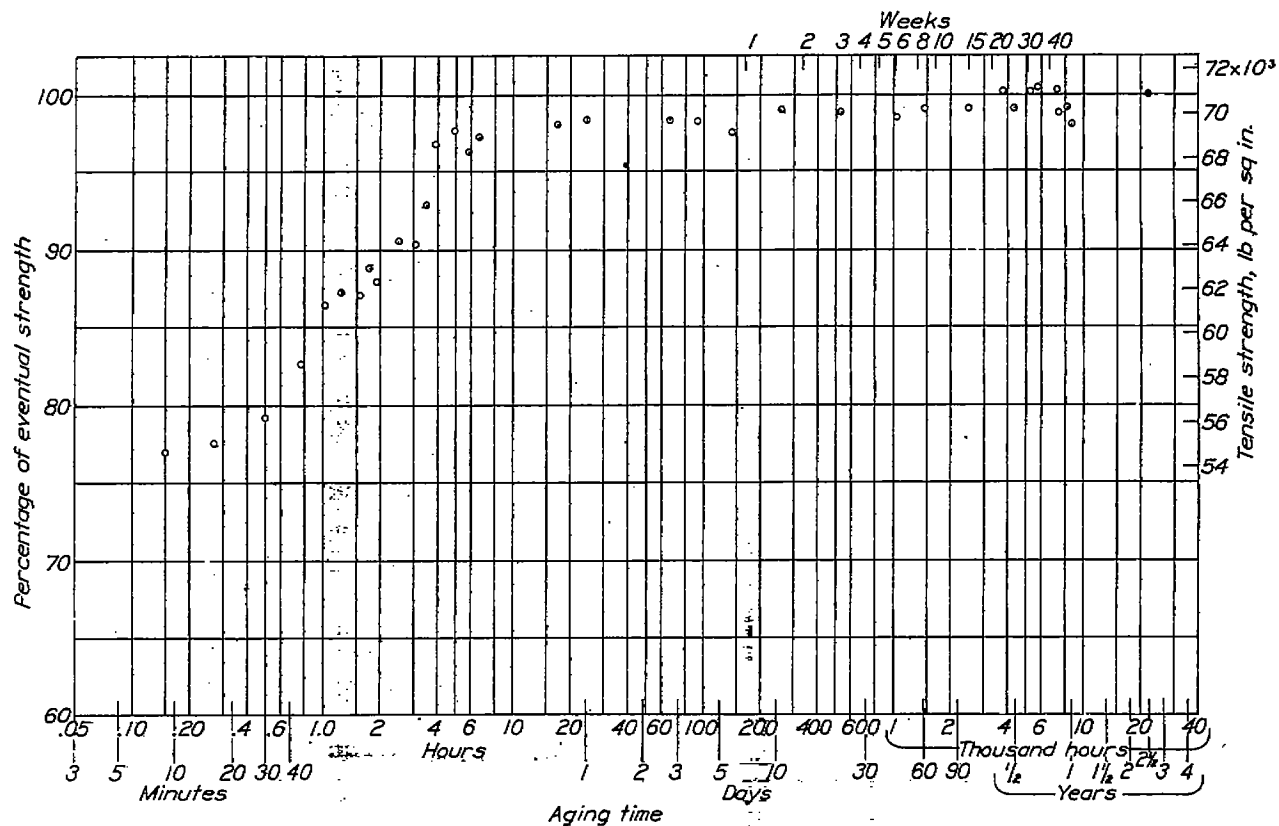 Weeks
1 2 3 4 5 6 8 10 15 20 30 40
Percentage of eventual strength
100
90
80
70
60
72x10³
70
68
66
64
62
60
58
56
54
Tensile strength, lb per sq in.
.05 .10 .20 .4 .6 1.0 2 4 6 10 20 40 60 100 200 400 600 1 2 4 6 10 20 40
Hours
Thousand hours
3 5 10 20 30 40 1 2 3 5 10 30 60 90 ½ 1 1½ 2 2½ 3 4
Minutes
Days
Years
Aging time